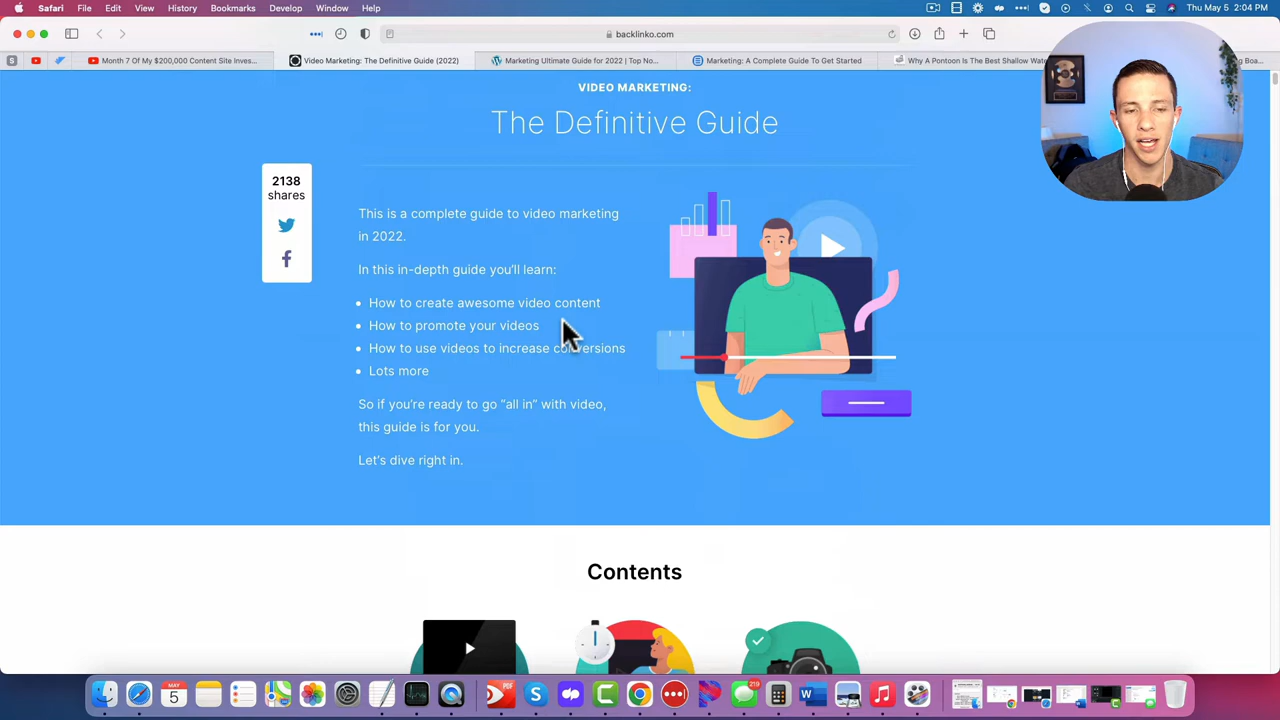 Safari File Edit View History Bookmarks Develop Window Help
Thu May 5 2:04 PM
backlinko.com
S
Month 7 Of My $200,000 Content Site Inves...
Video Marketing: The Definitive Guide (2022)
Marketing Ultimate Guide for 2022 | Top No...
Marketing: A Complete Guide To Get Started
Why A Pontoon Is The Best Shallow Wate
g Boa...
VIDEO MARKETING:
The Definitive Guide
2138
shares
This is a complete guide to video marketing
in 2022.
In this in-depth guide you'll learn:
• How to create awesome video content
• How to promote your videos
• How to use videos to increase conversions
• Lots more
So if you're ready to go “all in” with video,
this guide is for you.
Let's dive right in.
Contents
MAY
5
PDF
219